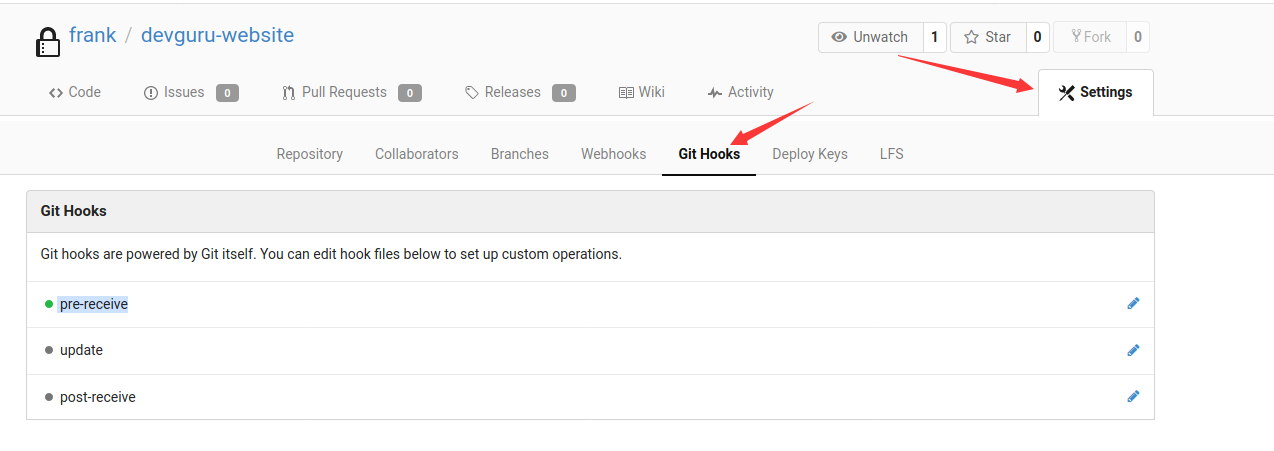 frank / devguru-website
Unwatch 1 Star 0 Fork 0
Code Issues 0 Pull Requests 0 Releases 0 Wiki Activity Settings
Repository Collaborators Branches Webhooks Git Hooks Deploy Keys LFS
Git Hooks
Git hooks are powered by Git itself. You can edit hook files below to set up custom operations.
pre-receive
update
post-receive